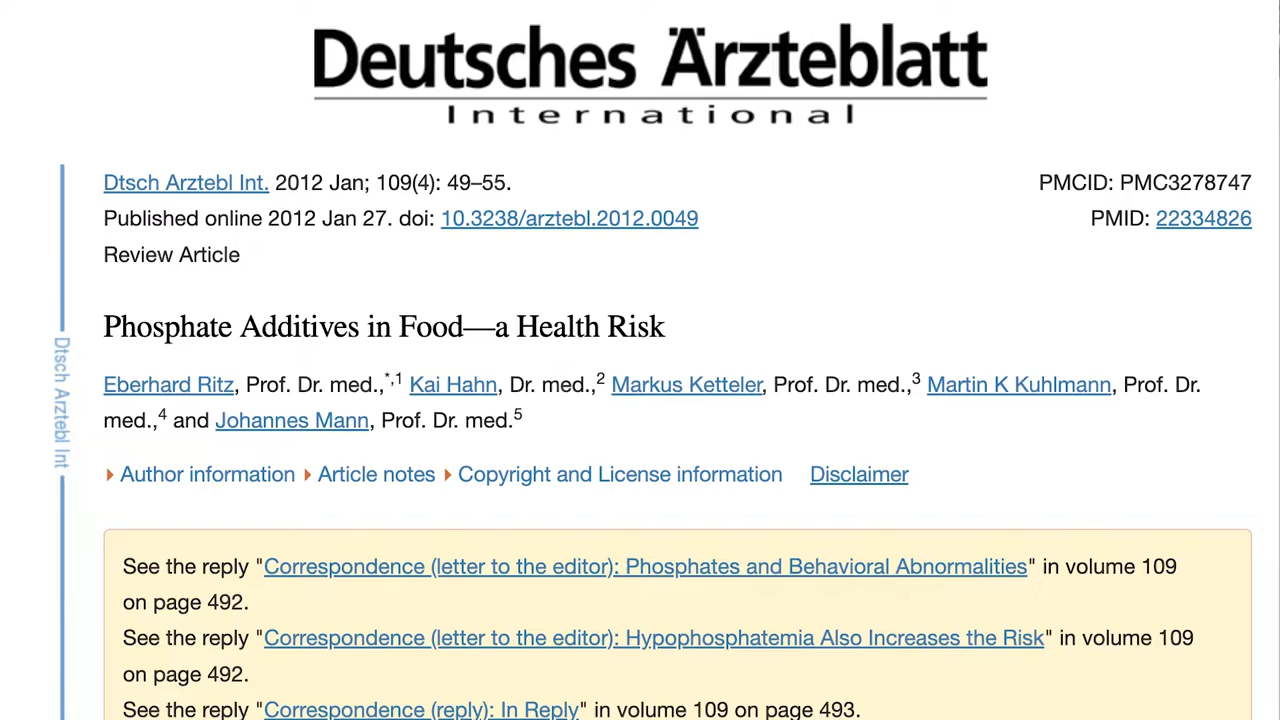 Deutsches Ärzteblatt
International
Dtsch Arztebl Int. 2012 Jan; 109(4): 49–55.
PMCID: PMC3278747
Published online 2012 Jan 27. doi: 10.3238/arztebl.2012.0049
PMID: 22334826
Review Article
Dtsch Arztebl Int
Phosphate Additives in Food—a Health Risk
Eberhard Ritz, Prof. Dr. med.,*,1 Kai Hahn, Dr. med.,2 Markus Ketteler, Prof. Dr. med.,3 Martin K Kuhlmann, Prof. Dr.
med.,4 and Johannes Mann, Prof. Dr. med.5
Author information Article notes Copyright and License information Disclaimer
See the reply "Correspondence (letter to the editor): Phosphates and Behavioral Abnormalities" in volume 109
on page 492.
See the reply "Correspondence (letter to the editor): Hypophosphatemia Also Increases the Risk" in volume 109
on page 492.
See the reply "Correspondence (reply): In Reply" in volume 109 on page 493.